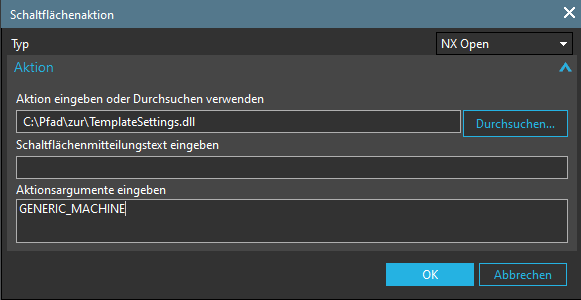 Schaltflächenaktion
Typ
NX Open
Aktion
Aktion eingeben oder Durchsuchen verwenden
C:\Pfad\zur\TemplateSettings.dll
Durchsuchen...
Schaltflächenmitteilungstext eingeben
Aktionsargumente eingeben
GENERIC_MACHINE
OK
Abbrechen